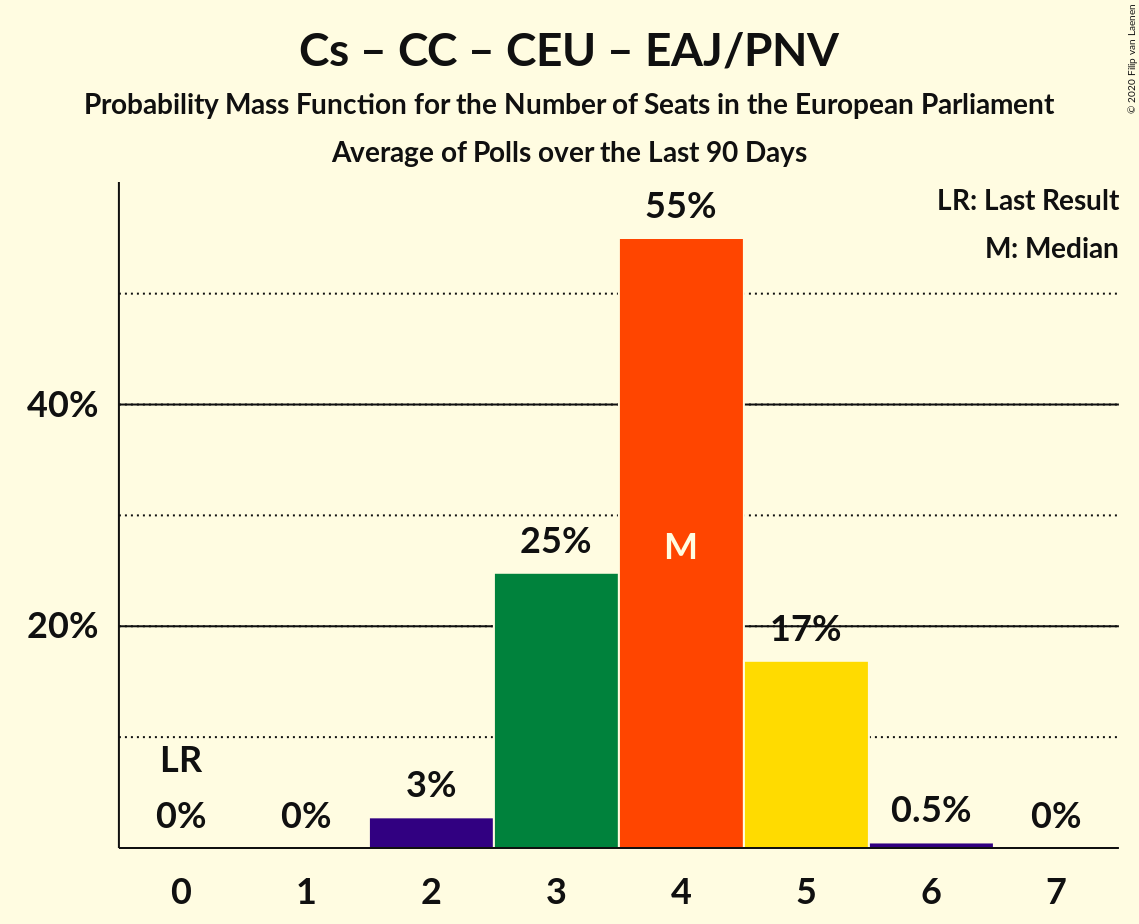 Cs – CC – CEU – EAJ/PNV
Probability Mass Function for the Number of Seats in the European Parliament
Average of Polls over the Last 90 Days
© 2020 Filip van Laenen
LR: Last Result
M: Median
55%
40%
25%
M
20%
17%
LR
0%
0%
3%
0.5%
0%
0 1 2 3 4 5 6 7